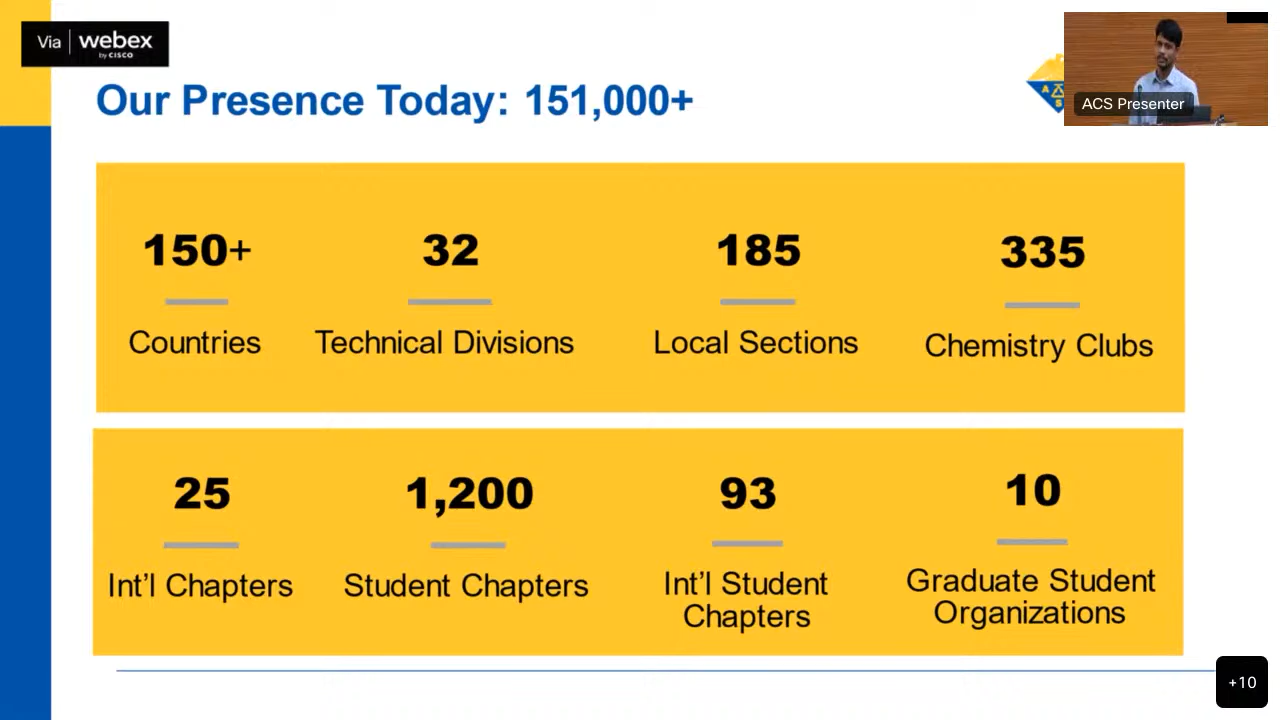 Via webex
by CISCO
Our Presence Today: 151,000+
A
S
ACS Presenter
150+
32
185
335
Countries
Technical Divisions
Local Sections
Chemistry Clubs
25
1,200
93
10
Int'l Chapters
Student Chapters
Int'l Student
Chapters
Graduate Student
Organizations
+10